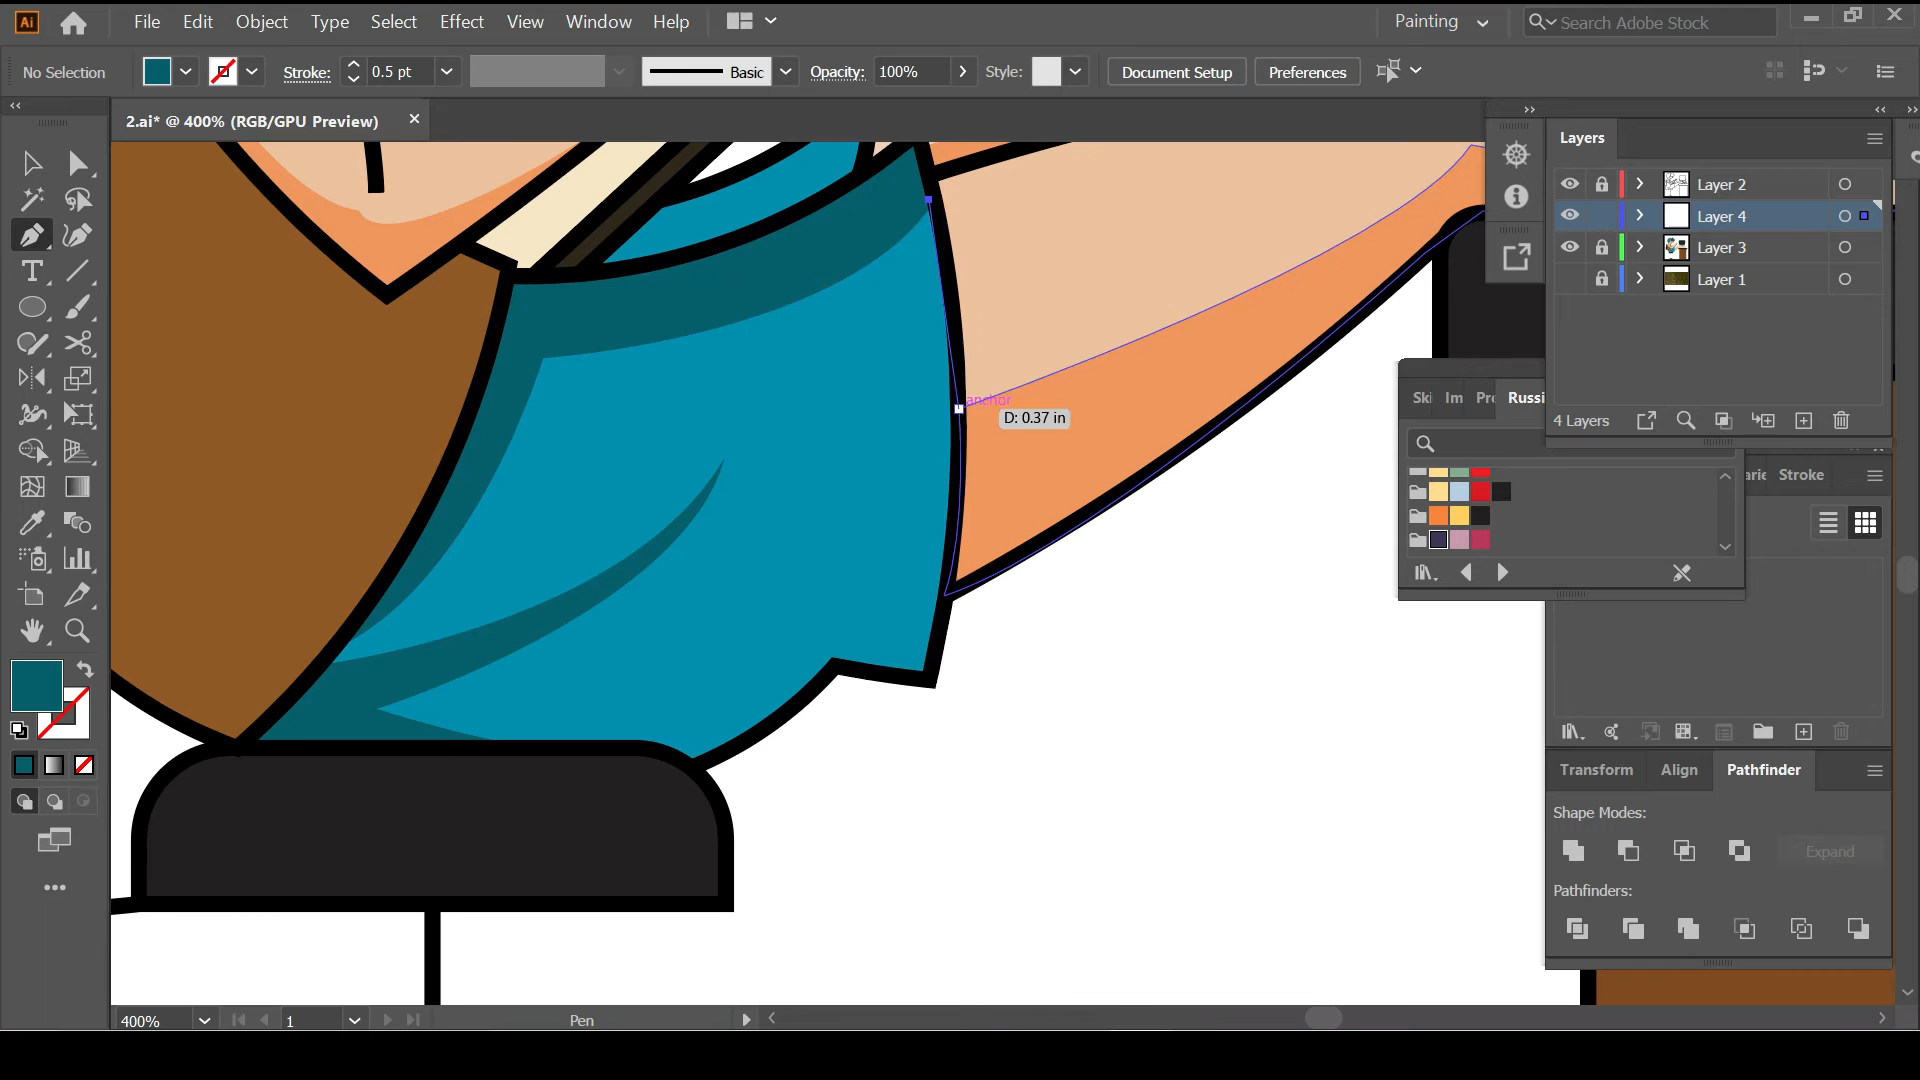 Ai File Edit Object Type Select Effect View Window Help Painting Search Adobe Stock
No Selection Stroke: 0.5 pt Basic Opacity: 100% Style: Document Setup Preferences
2.ai* @ 400% (RGB/GPU Preview)
Layers
Layer 2
Layer 4
Layer 3
Layer 1
4 Layers
anchor
D: 0.37 in
Ski Im Pr Russi
Stroke
Transform Align Pathfinder
Shape Modes:
Expand
Pathfinders:
400% 1 Pen